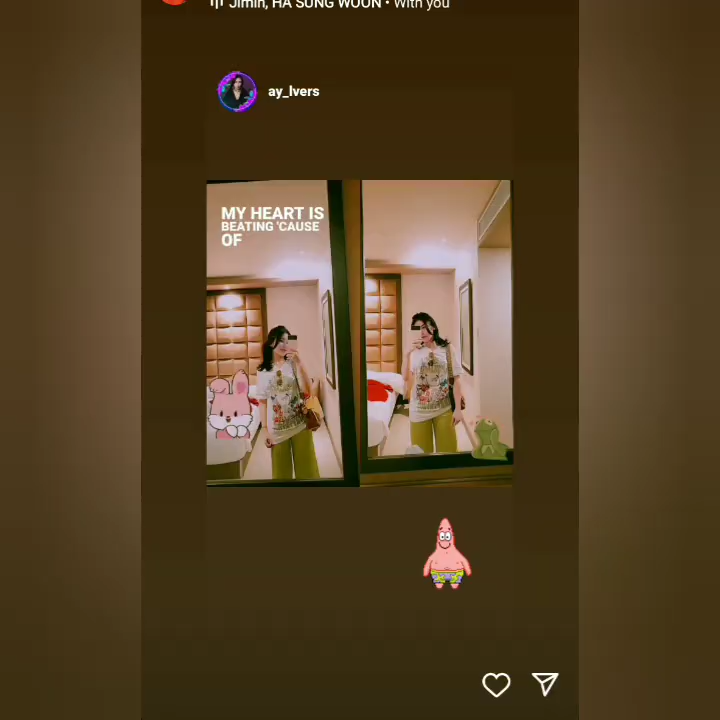 Jimin, HA SUNG WOON • With you
ay_lvers
MY HEART IS
BEATING 'CAUSE
OF